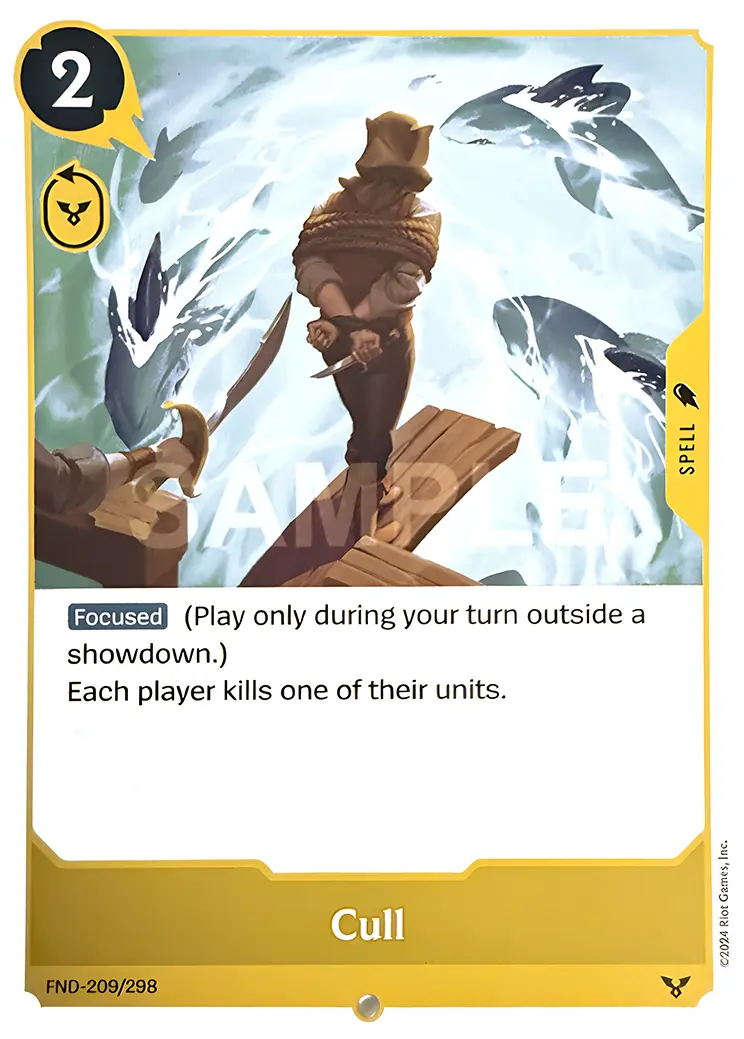 2
SPELL
SAMPLE
Focused (Play only during your turn outside a
showdown.)
Each player kills one of their units.
Cull
FND-209/298
©2024 Riot Games, Inc.